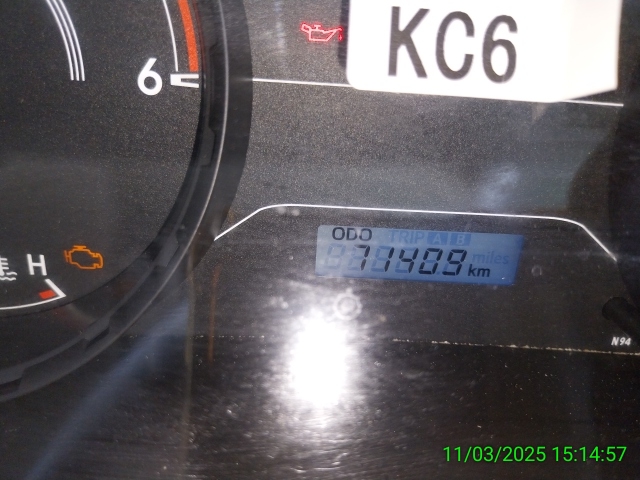 KC6
6
ODO TRIP A B
71409 miles
km
H
N94
11/03/2025 15:14:57